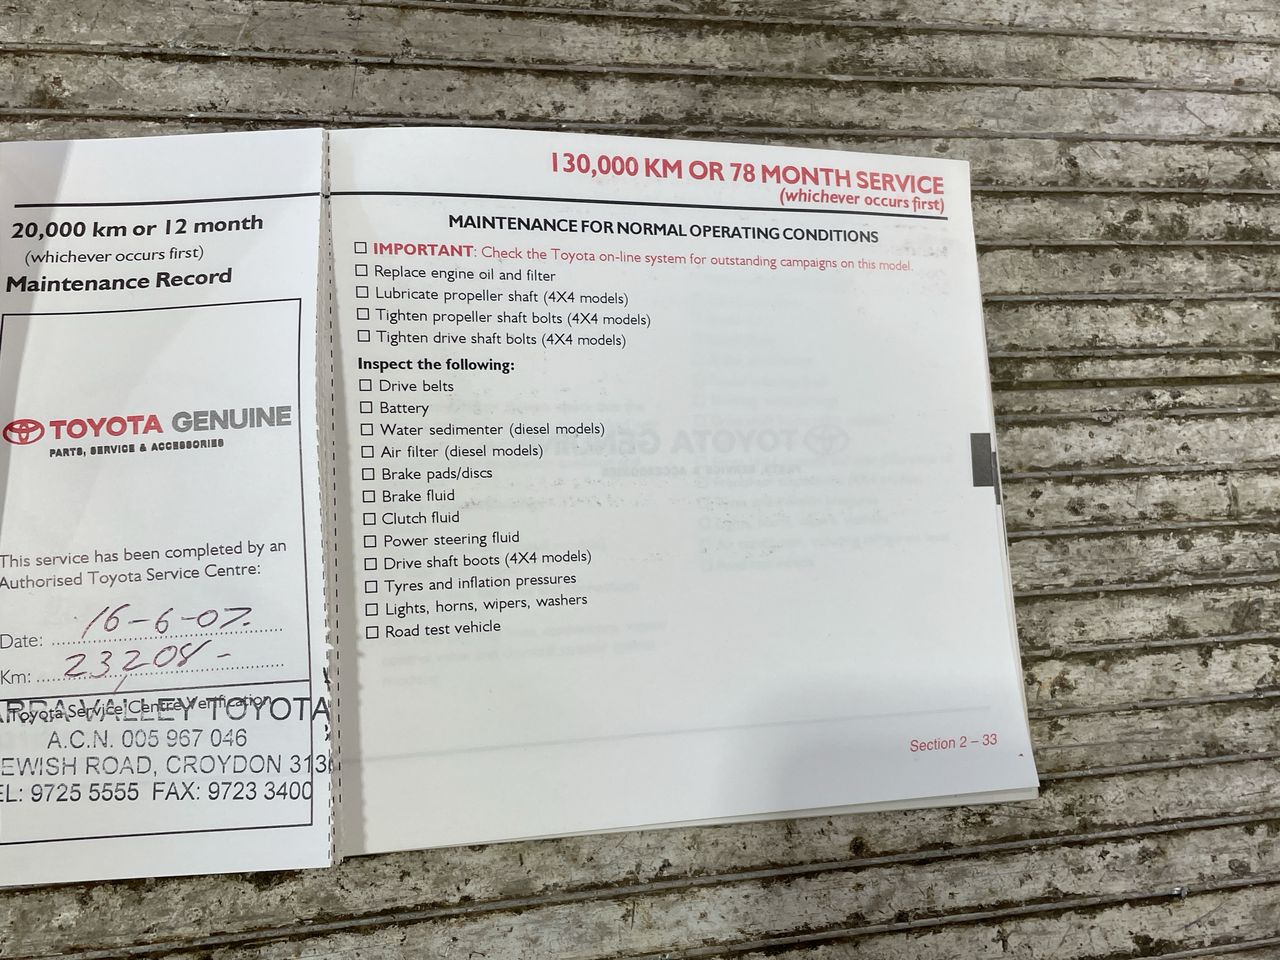 20,000 km or 12 month
(whichever occurs first)
Maintenance Record
TOYOTA GENUINE
PARTS, SERVICE & ACCESSORIES
This service has been completed by an
Authorised Toyota Service Centre:
Date: 16-6-07.
Km: 23208-
Toyota Service Centre Verification
VALLEY TOYOTA
A.C.N. 005 967 046
EWISH ROAD, CROYDON 313
EL: 9725 5555 FAX: 9723 3400
130,000 KM OR 78 MONTH SERVICE
(whichever occurs first)
MAINTENANCE FOR NORMAL OPERATING CONDITIONS
IMPORTANT: Check the Toyota on-line system for outstanding campaigns on this model.
Replace engine oil and filter
Lubricate propeller shaft (4X4 models)
Tighten propeller shaft bolts (4X4 models)
Tighten drive shaft bolts (4X4 models)
Inspect the following:
Drive belts
Battery
Water sedimenter (diesel models)
Air filter (diesel models)
Brake pads/discs
Brake fluid
Clutch fluid
Power steering fluid
Drive shaft boots (4X4 models)
Tyres and inflation pressures
Lights, horns, wipers, washers
Road test vehicle
Section 2 – 33